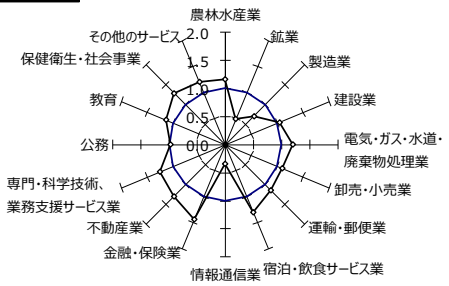 農林水産業
鉱業
製造業
建設業
電気・ガス・水道・
廃棄物処理業
卸売・小売業
運輸・郵便業
宿泊・飲食サービス業
情報通信業
金融・保険業
不動産業
専門・科学技術、
業務支援サービス業
公務
教育
保健衛生・社会事業
その他のサービス
2.0
1.5
1.0
0.5
0.0